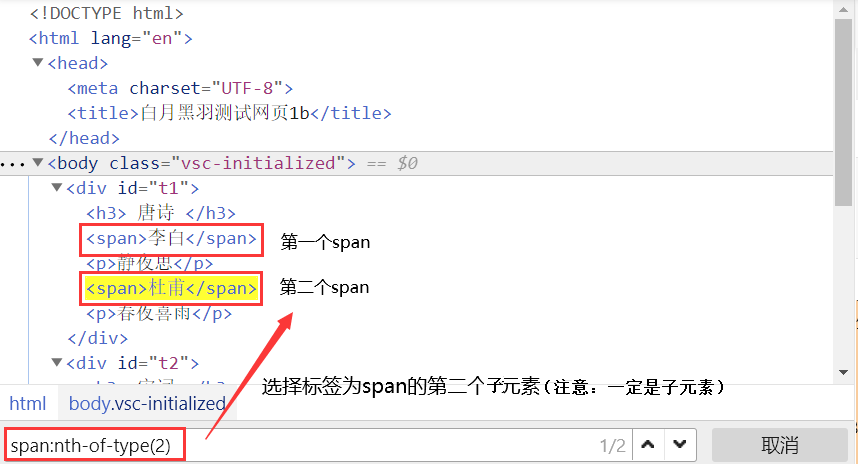 <!DOCTYPE html>
<html lang="en">
▼<head>
<meta charset="UTF-8">
<title>白月黑羽测试网页1b</title>
</head>
···▼<body class="vsc-initialized"> == $0
▼<div id="t1">
<h3> 唐诗 </h3>
<span>李白</span> 第一个span
<p>静夜思</p>
<span>杜甫</span> 第二个span
<p>春夜喜雨</p>
</div>
▼<div id="t2">
<h3> 宋词 </h3>
选择标签为span的第二个子元素(注意：一定是子元素)
html body.vsc-initialized
span:nth-of-type(2) 1/2 取消